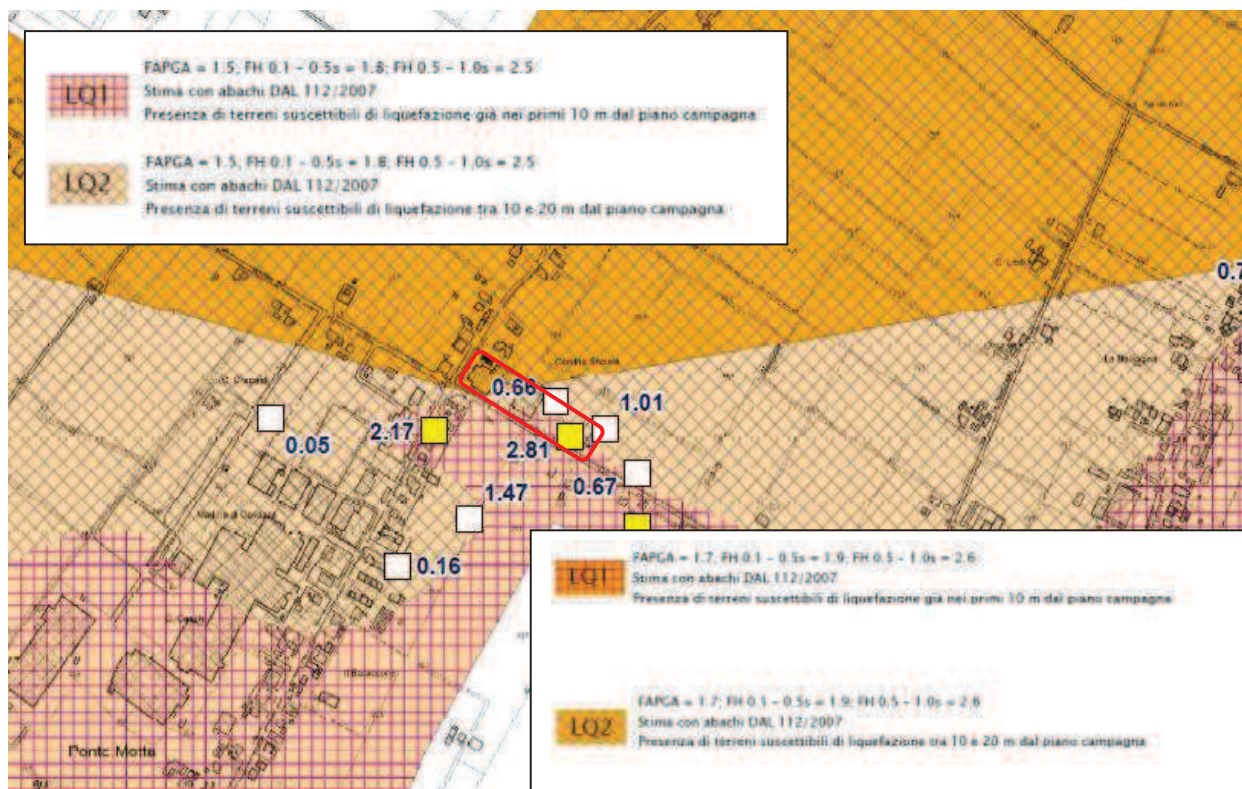 LQ1
FAPGA = 1.5, FH 0.1 - 0.5s = 1.8; FH 0.5 - 1.0s = 2.5
Stima con abachi DAL 112/2007
Presenza di terreni suscettibili di liquefazione già nei primi 10 m dal piano campagna
LQ2
FAPGA = 1.5, FH 0.1 - 0.5s = 1.8, FH 0.5 - 1.0s = 2.5
Stima con abachi DAL 112/2007
Presenza di terreni suscettibili di liquefazione tra 10 e 20 m dal piano campagna
0.7
0.66
1.01
0.05
2.17
2.81
0.67
1.47
0.16
Ponte Motta
LQ1
FAPGA = 1.7, FH 0.1 - 0.5s = 1.9; FH 0.5 - 1.0s = 2.6
Stima con abachi DAL 112/2007
Presenza di terreni suscettibili di liquefazione già nei primi 10 m dal piano campagna
LQ2
FAPGA = 1.7; FH 0.1 - 0.5s = 1.9; FH 0.5 - 1.0s = 2.6
Stima con abachi DAL 112/2007
Presenza di terreni suscettibili di liquefazione tra 10 e 20 m dal piano campagna